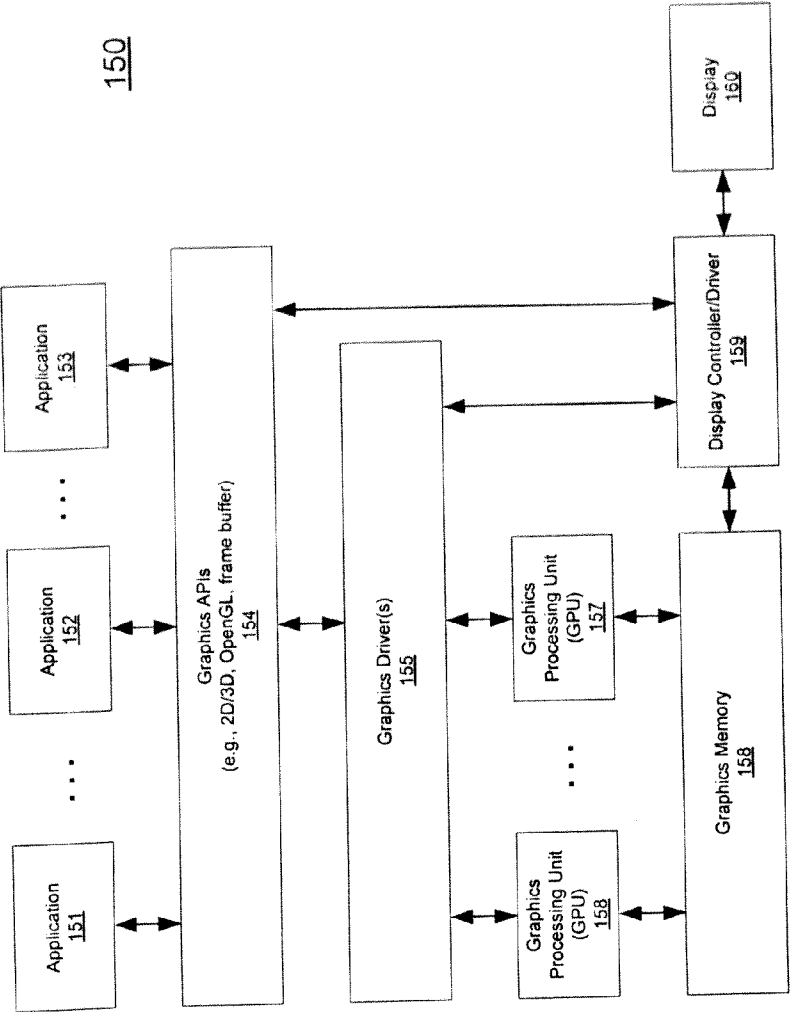 150
Application
151
Application
152
Application
153
Graphics APIs
(e.g., 2D/3D, OpenGL, frame buffer)
154
Graphics Driver(s)
155
Graphics
Processing Unit
(GPU)
158
Graphics
Processing Unit
(GPU)
157
Graphics Memory
158
Display Controller/Driver
159
Display
160